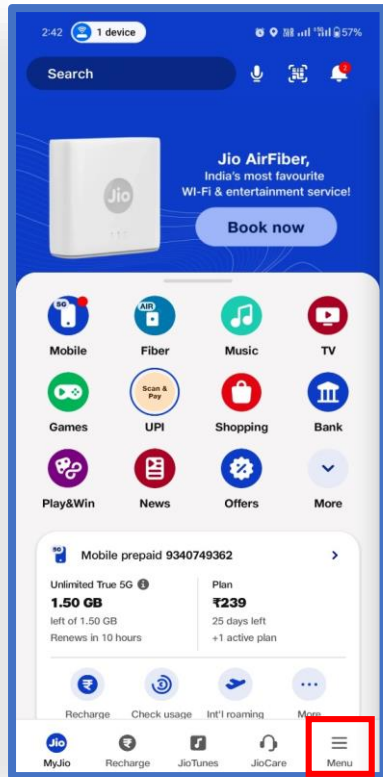 2:42 1 device 57%
Search
2
Jio AirFiber,
India's most favourite
WI-Fi & entertainment service!
Book now
Jio
5G AIR
Mobile Fiber Music TV
Scan &
Pay
Games UPI Shopping Bank
Play&Win News Offers More
5G Mobile prepaid 9340749362
Unlimited True 5G Plan
1.50 GB ₹239
left of 1.50 GB 25 days left
Renews in 10 hours +1 active plan
Recharge Check usage Int'l roaming More
Jio
MyJio Recharge JioTunes JioCare Menu